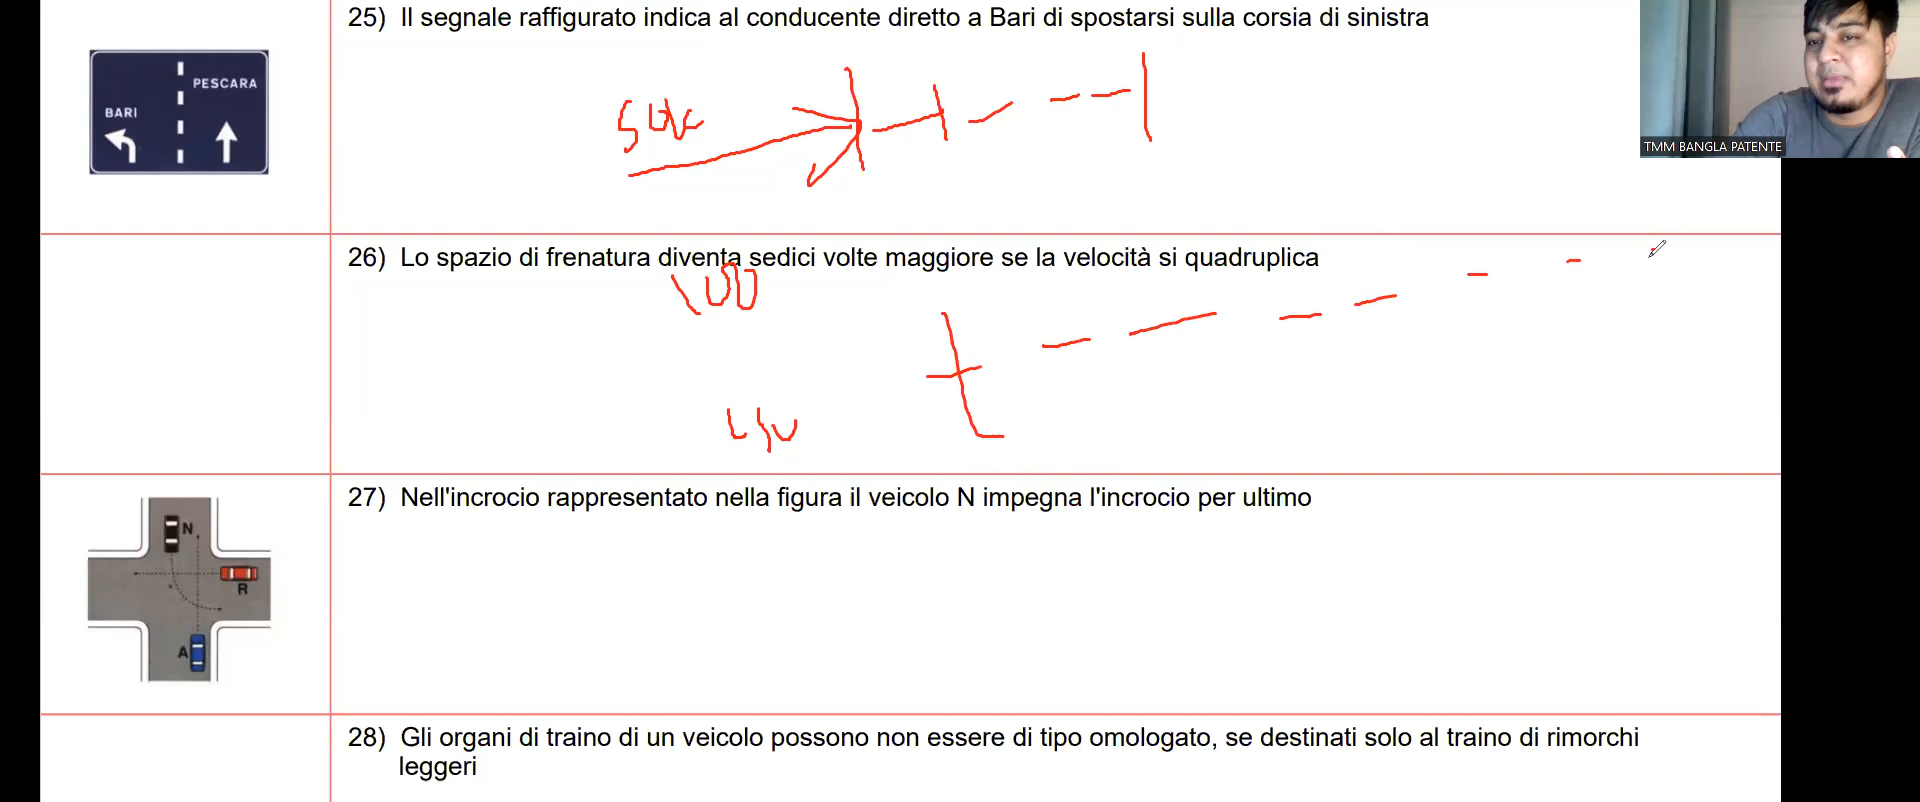 25) Il segnale raffigurato indica al conducente diretto a Bari di spostarsi sulla corsia di sinistra
PESCARA
BARI
TMM BANGLA PATENTE
26) Lo spazio di frenatura diventa sedici volte maggiore se la velocità si quadruplica
100
27) Nell'incrocio rappresentato nella figura il veicolo N impegna l'incrocio per ultimo
N
R
A
28) Gli organi di traino di un veicolo possono non essere di tipo omologato, se destinati solo al traino di rimorchi
leggeri